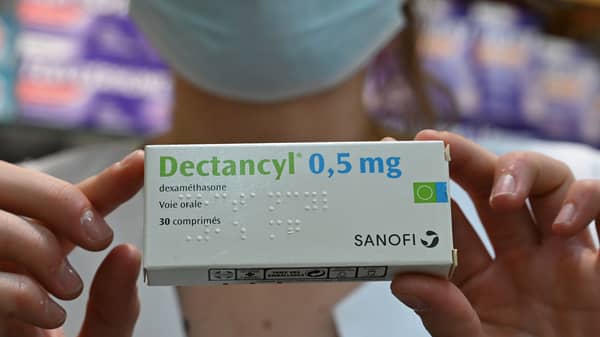 Dectancyl® 0,5 mg
dexaméthasone
Voie orale
30 comprimés
SANOFI